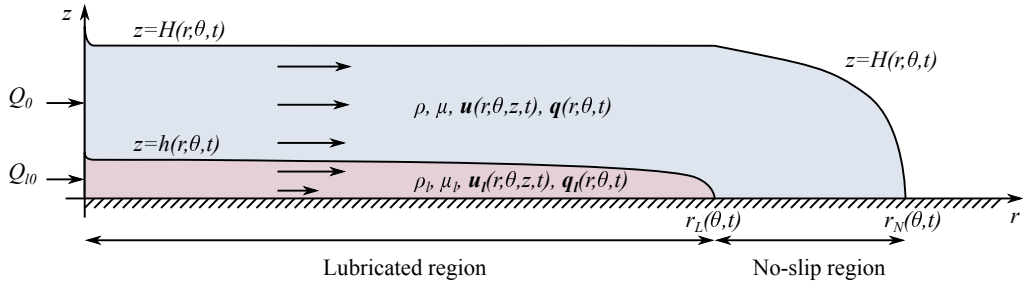 z
z=H(r,θ,t)
z=H(r,θ,t)
Q0
ρ, μ, u(r,θ,z,t), q(r,θ,t)
z=h(r,θ,t)
Ql0
ρl, μl, ul(r,θ,z,t), ql(r,θ,t)
rL(θ,t)
rN(θ,t)
r
Lubricated region
No-slip region